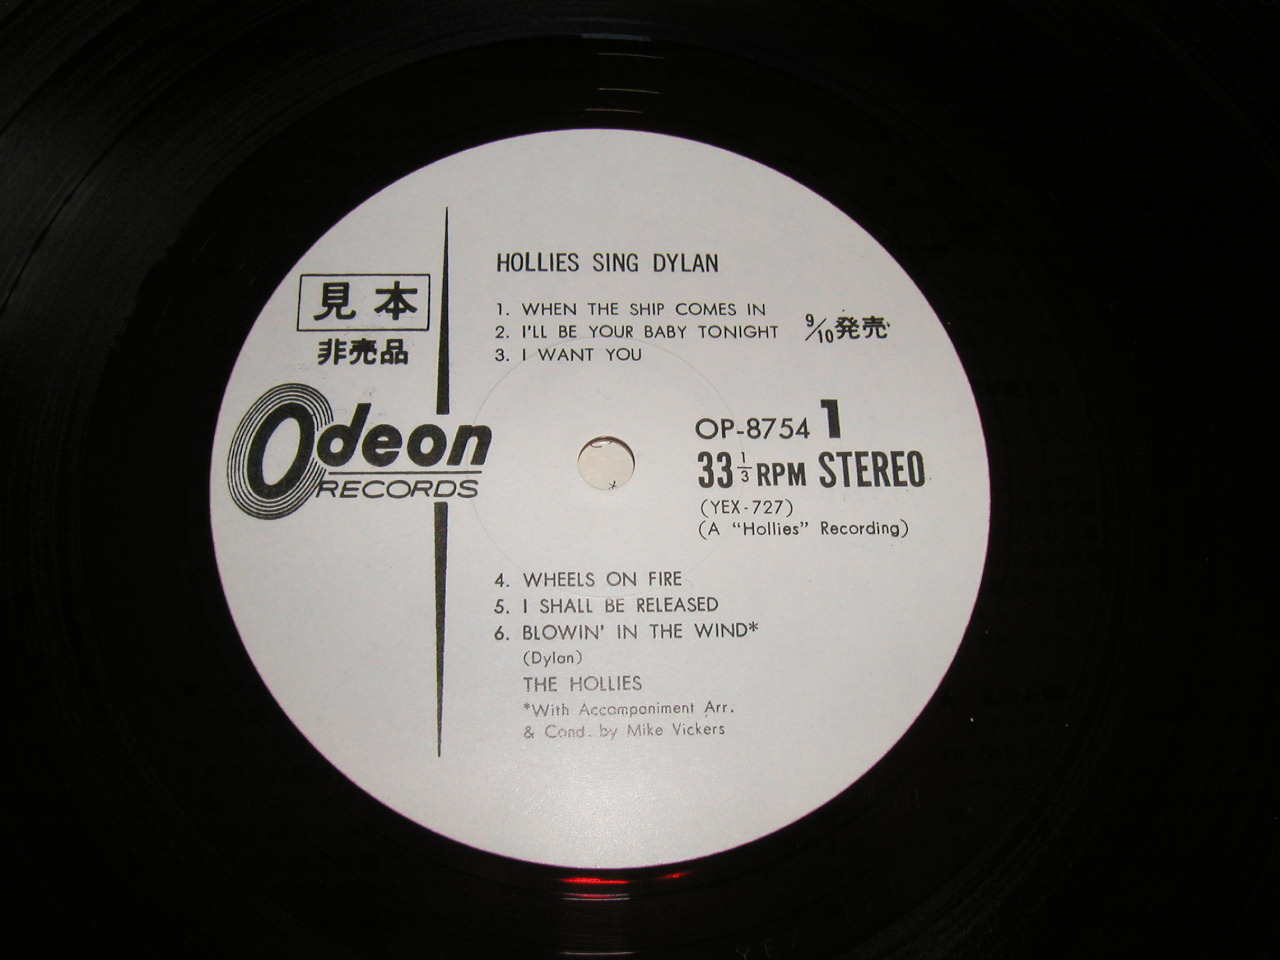 HOLLIES SING DYLAN
見本
非売品
1. WHEN THE SHIP COMES IN
2. I'LL BE YOUR BABY TONIGHT
3. I WANT YOU
9/10発売
Odeon
RECORDS
OP-8754 1
33 1/3 RPM STEREO
(YEX-727)
(A “Hollies” Recording)
4. WHEELS ON FIRE
5. I SHALL BE RELEASED
6. BLOWIN' IN THE WIND*
(Dylan)
THE HOLLIES
*With Accompaniment Arr.
& Cond. by Mike Vickers